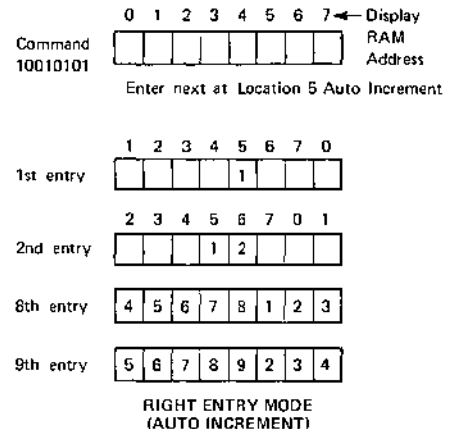 0 1 2 3 4 5 6 7 Display
RAM
Address
Command
10010101
Enter next at Location 5 Auto Increment
1 2 3 4 5 6 7 0
1st entry 1
2 3 4 5 6 7 0 1
2nd entry 1 2
8th entry 4 5 6 7 8 1 2 3
9th entry 5 6 7 8 9 2 3 4
RIGHT ENTRY MODE
(AUTO INCREMENT)